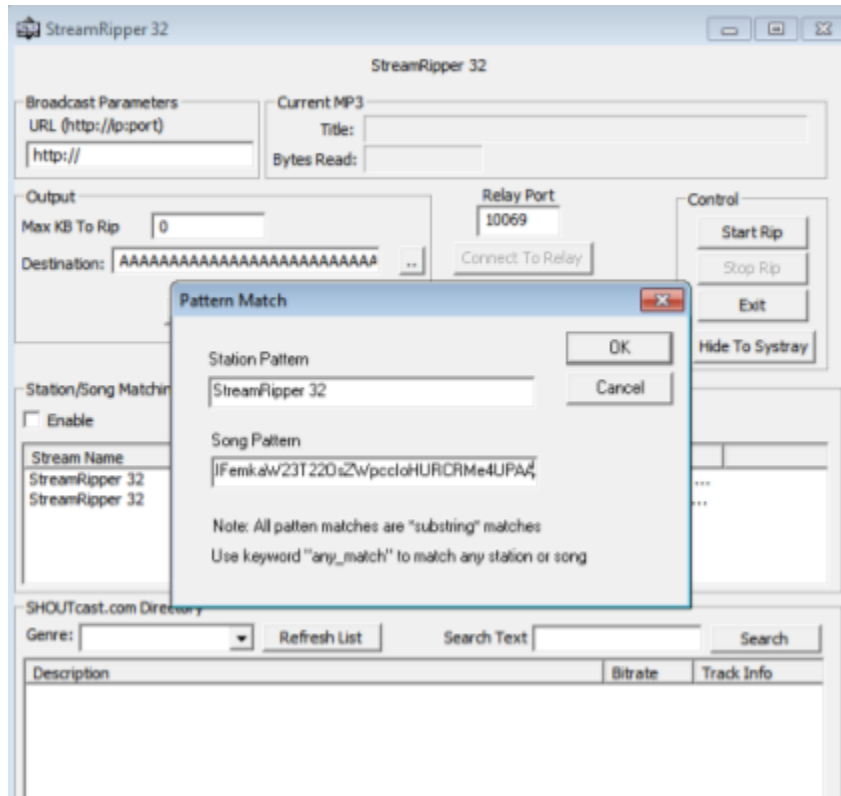 StreamRipper 32
StreamRipper 32
Broadcast Parameters
URL (http://ip:port)
http://
Current MP3
Title:
Bytes Read:
Output
Max KB To Rip 0
Destination: AAAAAAAAAAAAAAAAAAAAAAAAAA ..
Relay Port
10069
Connect To Relay
Control
Start Rip
Stop Rip
Exit
Hide To Systray
Pattern Match
Station Pattern
StreamRipper 32
Song Pattern
OK
Cancel
Note: All patten matches are "substring" matches
Use keyword "any_match" to match any station or song
Station/Song Matchin
Enable
Stream Name
StreamRipper 32
...
StreamRipper 32
...
SHOUTcast.com Directory
Genre: Refresh List Search Text Search
Description Bitrate Track Info